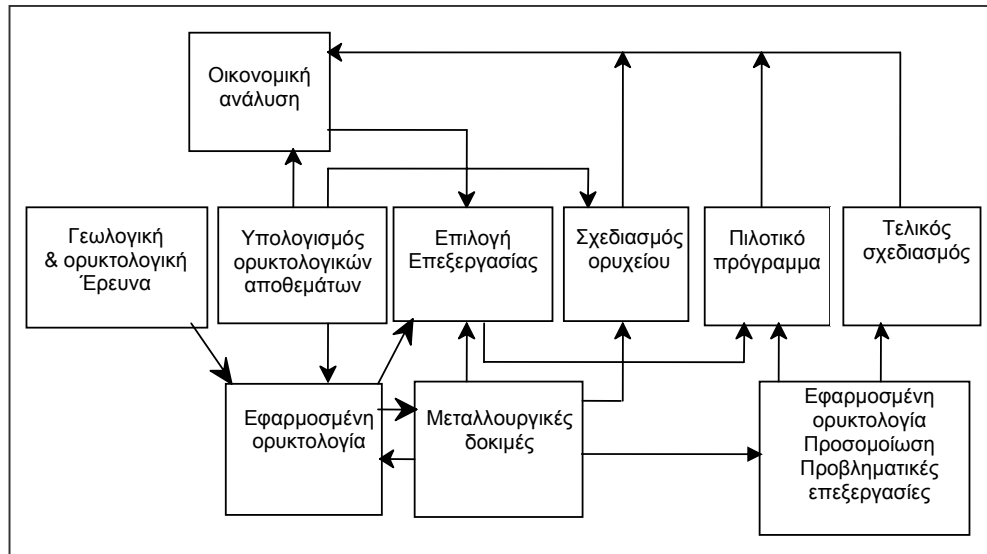 Οικονομική
ανάλυση
Γεωλογική
& ορυκτολογική
Έρευνα
Υπολογισμός
ορυκτολογικών
αποθεμάτων
Επιλογή
Επεξεργασίας
Σχεδιασμός
ορυχείου
Πιλοτικό
πρόγραμμα
Τελικός
σχεδιασμός
Εφαρμοσμένη
ορυκτολογία
Μεταλλουργικές
δοκιμές
Εφαρμοσμένη
ορυκτολογία
Προσομοίωση
Προβληματικές
επεξεργασίες